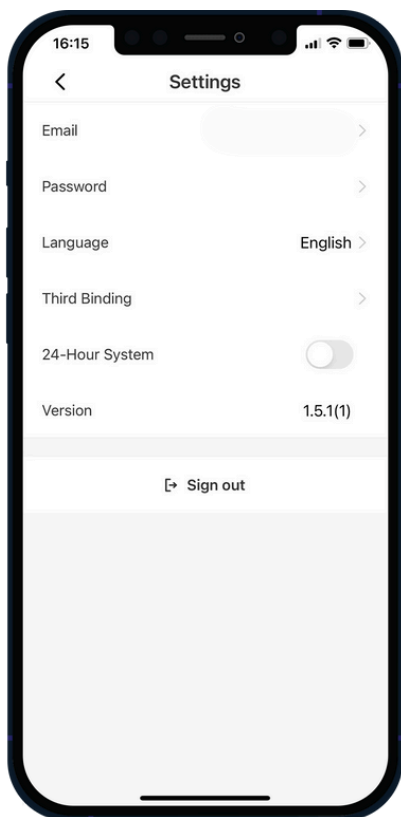 16:15
Settings
Email
Password
Language English
Third Binding
24-Hour System
Version 1.5.1(1)
Sign out